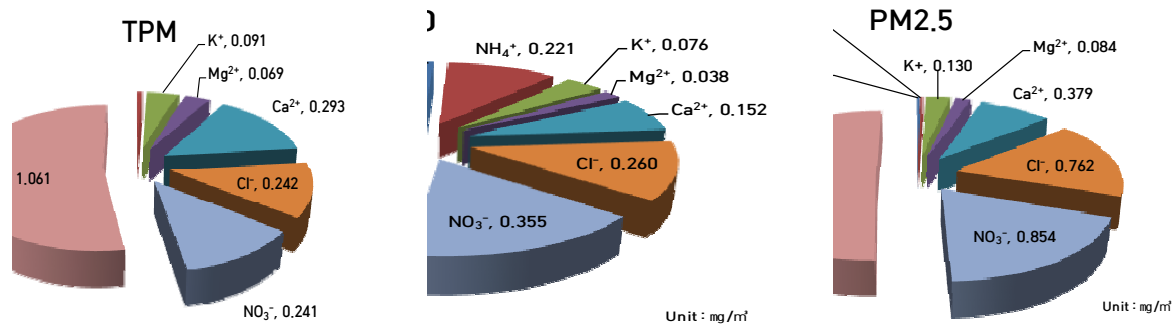 TPM
K⁺, 0.091
Mg²⁺, 0.069
Ca²⁺, 0.293
Cl⁻, 0.242
NO₃⁻, 0.241
1.061
NH₄⁺, 0.221
K⁺, 0.076
Mg²⁺, 0.038
Ca²⁺, 0.152
Cl⁻, 0.260
NO₃⁻, 0.355
Unit : mg/㎥
PM2.5
K+, 0.130
Mg²⁺, 0.084
Ca²⁺, 0.379
Cl⁻, 0.762
NO₃⁻, 0.854
Unit : mg/㎥